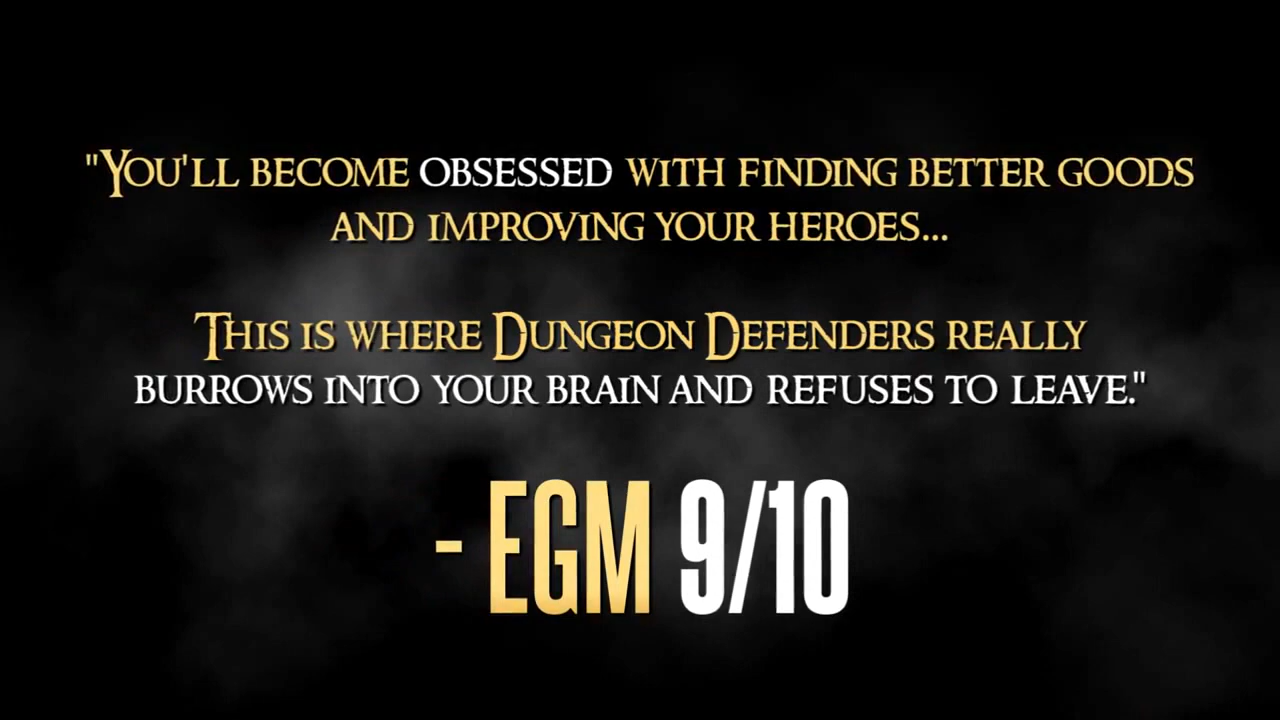 "You'll become obsessed with finding better goods
and improving your heroes...
This is where Dungeon Defenders really
burrows into your brain and refuses to leave."
- EGM 9/10